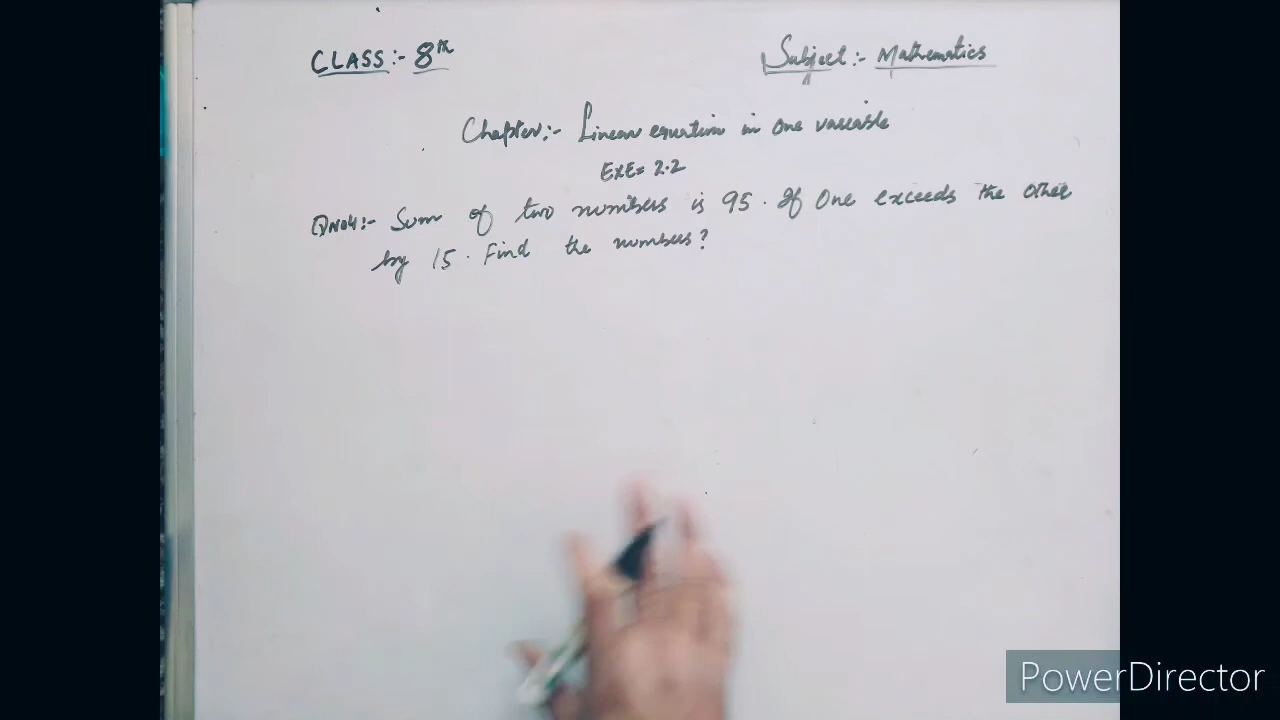 CLASS:- 8th
Subject:- Mathematics
Chapter:- Linear equation in One variable
EXE= 2.2
QNo4:- Sum of two numbers is 95. If One exceeds the other
by 15. Find the numbers?
PowerDirector